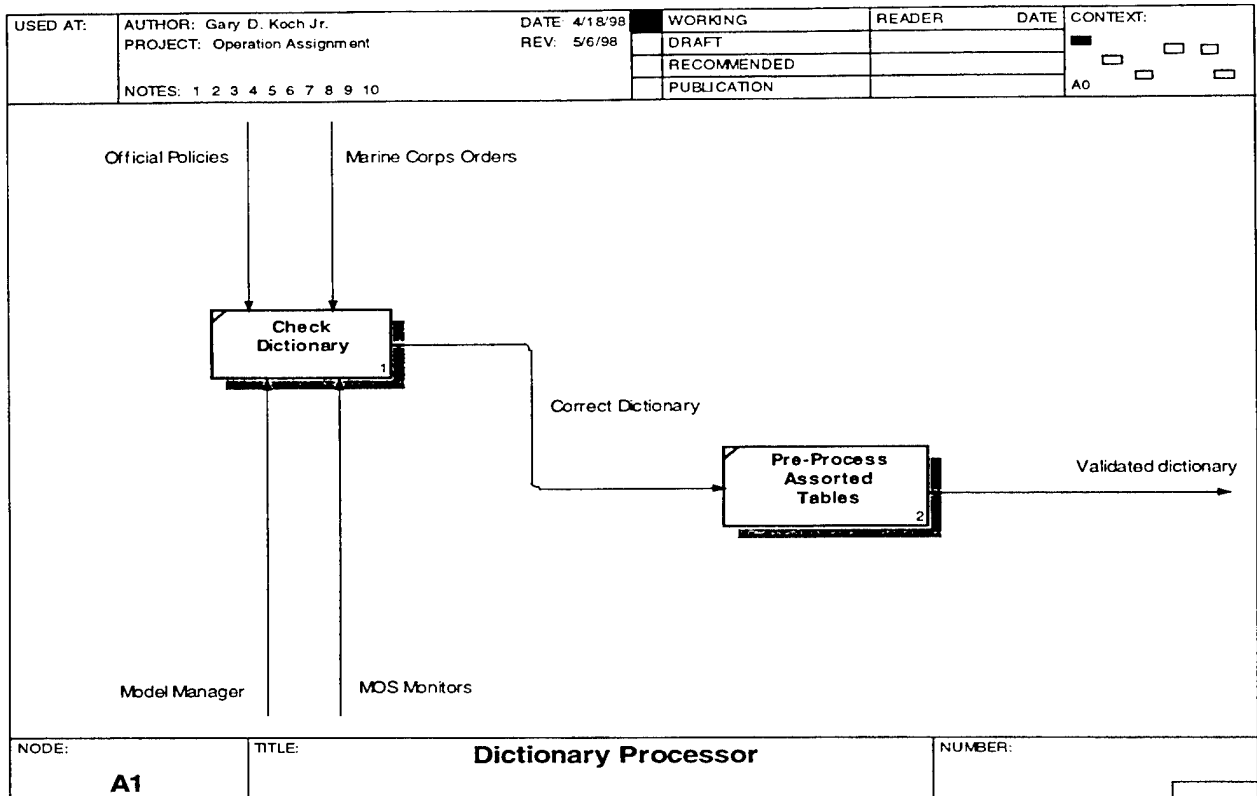 USED AT:
AUTHOR: Gary D. Koch Jr.
DATE: 4/18/98
PROJECT: Operation Assignment
REV: 5/6/98
NOTES: 1 2 3 4 5 6 7 8 9 10
WORKING
DRAFT
RECOMMENDED
PUBLICATION
READER DATE
CONTEXT:
A0
Official Policies
Marine Corps Orders
Check
Dictionary
1
Correct Dictionary
Pre-Process
Assorted
Tables
2
Validated dictionary
Model Manager
MOS Monitors
NODE:
A1
TITLE:
Dictionary Processor
NUMBER: